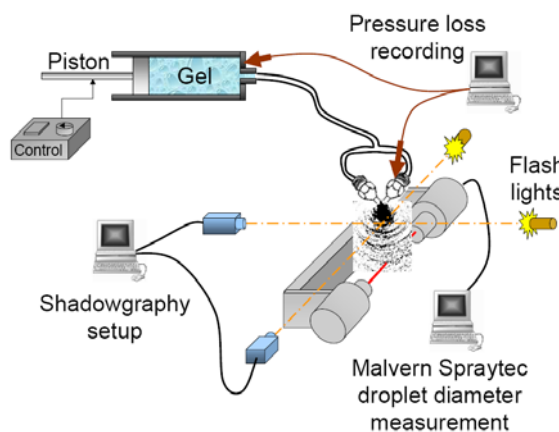 Pressure loss
recording
Piston
Gel
Control
Flash
lights
Shadowgraphy
setup
Malvern Spraytec
droplet diameter
measurement